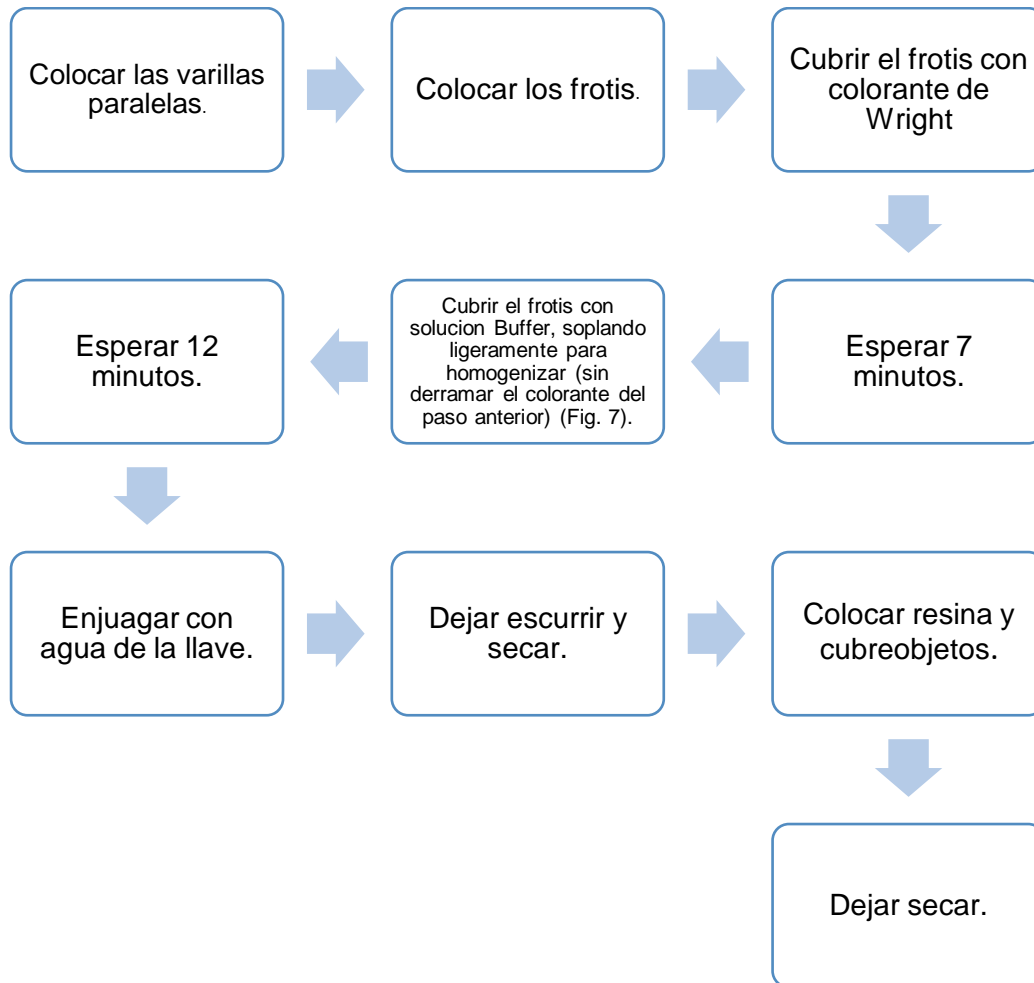 Colocar las varillas
paralelas.
Colocar los frotis.
Cubrir el frotis con
colorante de
Wright
Esperar 7
minutos.
Cubrir el frotis con
solucion Buffer, soplando
ligeramente para
homogenizar (sin
derramar el colorante del
paso anterior) (Fig. 7).
Esperar 12
minutos.
Enjuagar con
agua de la llave.
Dejar escurrir y
secar.
Colocar resina y
cubreobjetos.
Dejar secar.